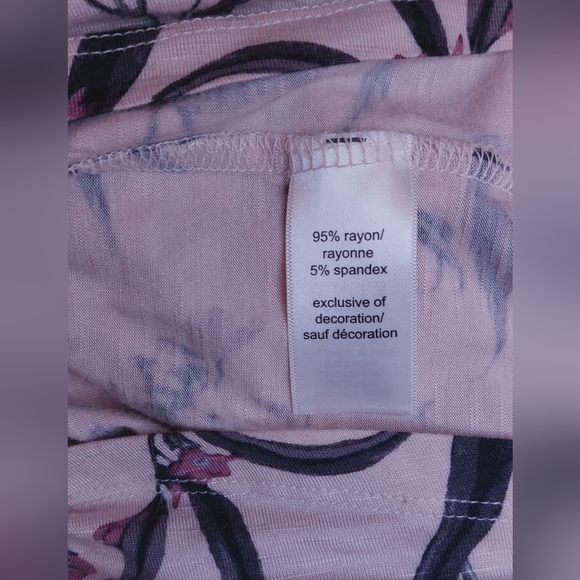 95% rayon/
rayonne
5% spandex
exclusive of
decoration/
sauf décoration